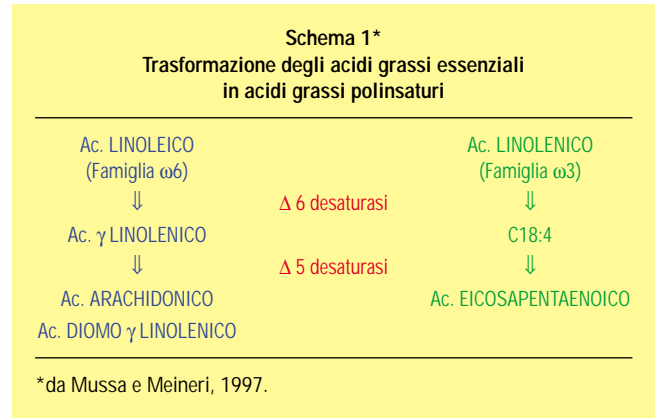 Schema 1*
Trasformazione degli acidi grassi essenziali
in acidi grassi polinsaturi
Ac. LINOLEICO Ac. LINOLENICO
(Famiglia ω6) (Famiglia ω3)
⇓ Δ 6 desaturasi ⇓
Ac. γ LINOLENICO C18:4
⇓ Δ 5 desaturasi ⇓
Ac. ARACHIDONICO Ac. EICOSAPENTAENOICO
Ac. DIOMO γ LINOLENICO
*da Mussa e Meineri, 1997.